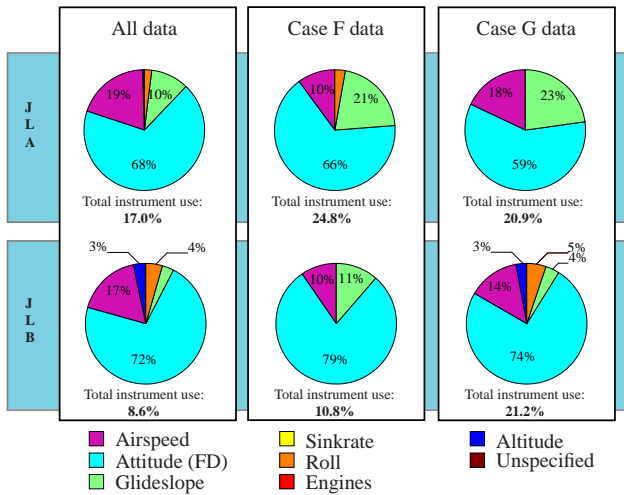 All data
Case F data
Case G data
J
L
A
19%
10%
68%
Total instrument use:
17.0%
10%
21%
66%
Total instrument use:
24.8%
18%
23%
59%
Total instrument use:
20.9%
J
L
B
3%
4%
17%
72%
Total instrument use:
8.6%
10%
11%
79%
Total instrument use:
10.8%
3%
5%
4%
14%
74%
Total instrument use:
21.2%
Airspeed
Attitude (FD)
Glideslope
Sinkrate
Roll
Engines
Altitude
Unspecified